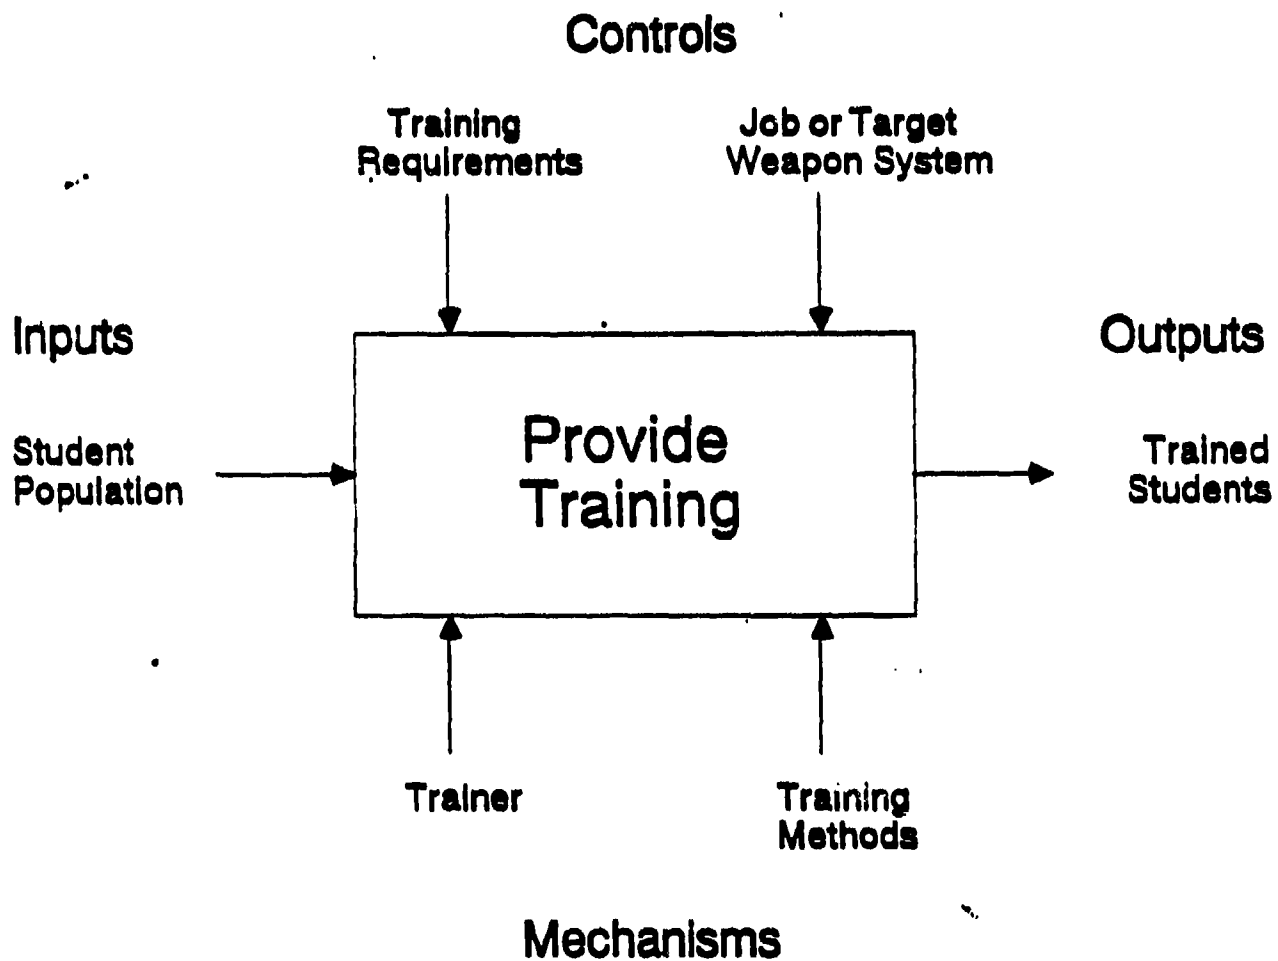 Controls
Training
Requirements
Job or Target
Weapon System
Inputs
Outputs
Student
Population
Provide
Training
Trained
Students
Trainer
Training
Methods
Mechanisms